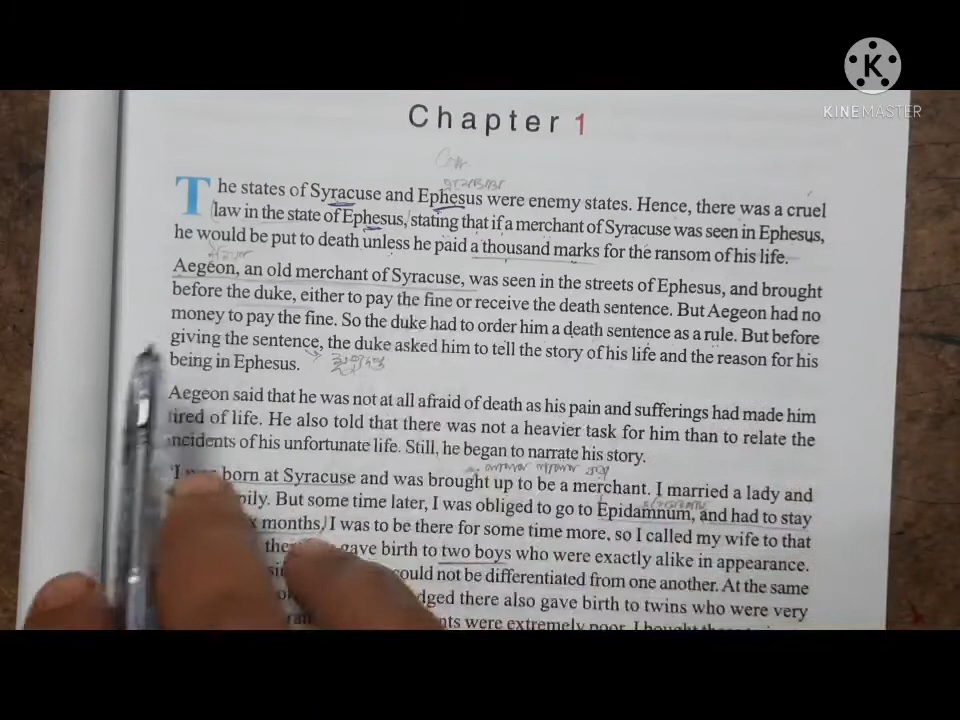 K
KINEMASTER
Chapter 1
The states of Syracuse and Ephesus were enemy states. Hence, there was a cruel
law in the state of Ephesus, stating that if a merchant of Syracuse was seen in Ephesus,
he would be put to death unless he paid a thousand marks for the ransom of his life.
Aegeon, an old merchant of Syracuse, was seen in the streets of Ephesus, and brought
before the duke, either to pay the fine or receive the death sentence. But Aegeon had no
money to pay the fine. So the duke had to order him a death sentence as a rule. But before
giving the sentence, the duke asked him to tell the story of his life and the reason for his
being in Ephesus.
Aegeon said that he was not at all afraid of death as his pain and sufferings had made him
tired of life. He also told that there was not a heavier task for him than to relate the
incidents of his unfortunate life. Still, he began to narrate his story.
'I was born at Syracuse and was brought up to be a merchant. I married a lady and
But some time later, I was obliged to go to Epidamnum, and had to stay
months, I was to be there for some time more, so I called my wife to that
gave birth to two boys who were exactly alike in appearance.
could not be differentiated from one another. At the same
there also gave birth to twins who were very
were extremely poor. I bought